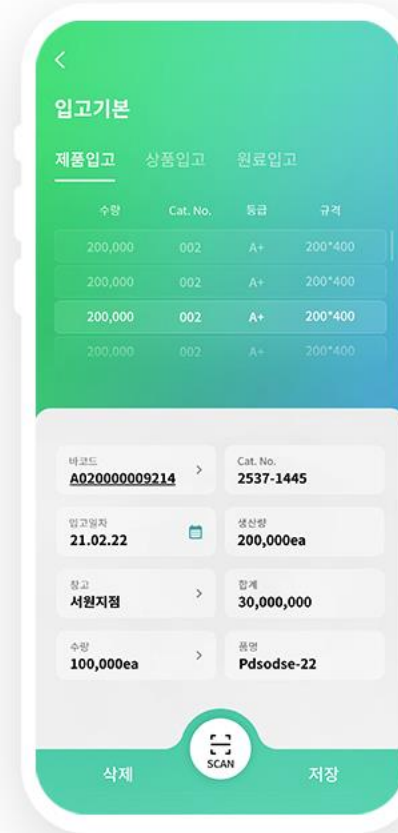 입고기본
제품입고 상품입고 원료입고
수량 Cat. No. 등급 규격
200,000 002 A+ 200*400
200,000 002 A+ 200*400
200,000 002 A+ 200*400
200,000 002 A+ 200*400
바코드 Cat. No.
A020000009214 2537-1445
입고일자 생산량
21.02.22 200,000ea
창고 합계
서원지점 30,000,000
수량 품명
100,000ea Pdsodse-22
삭제 SCAN 저장